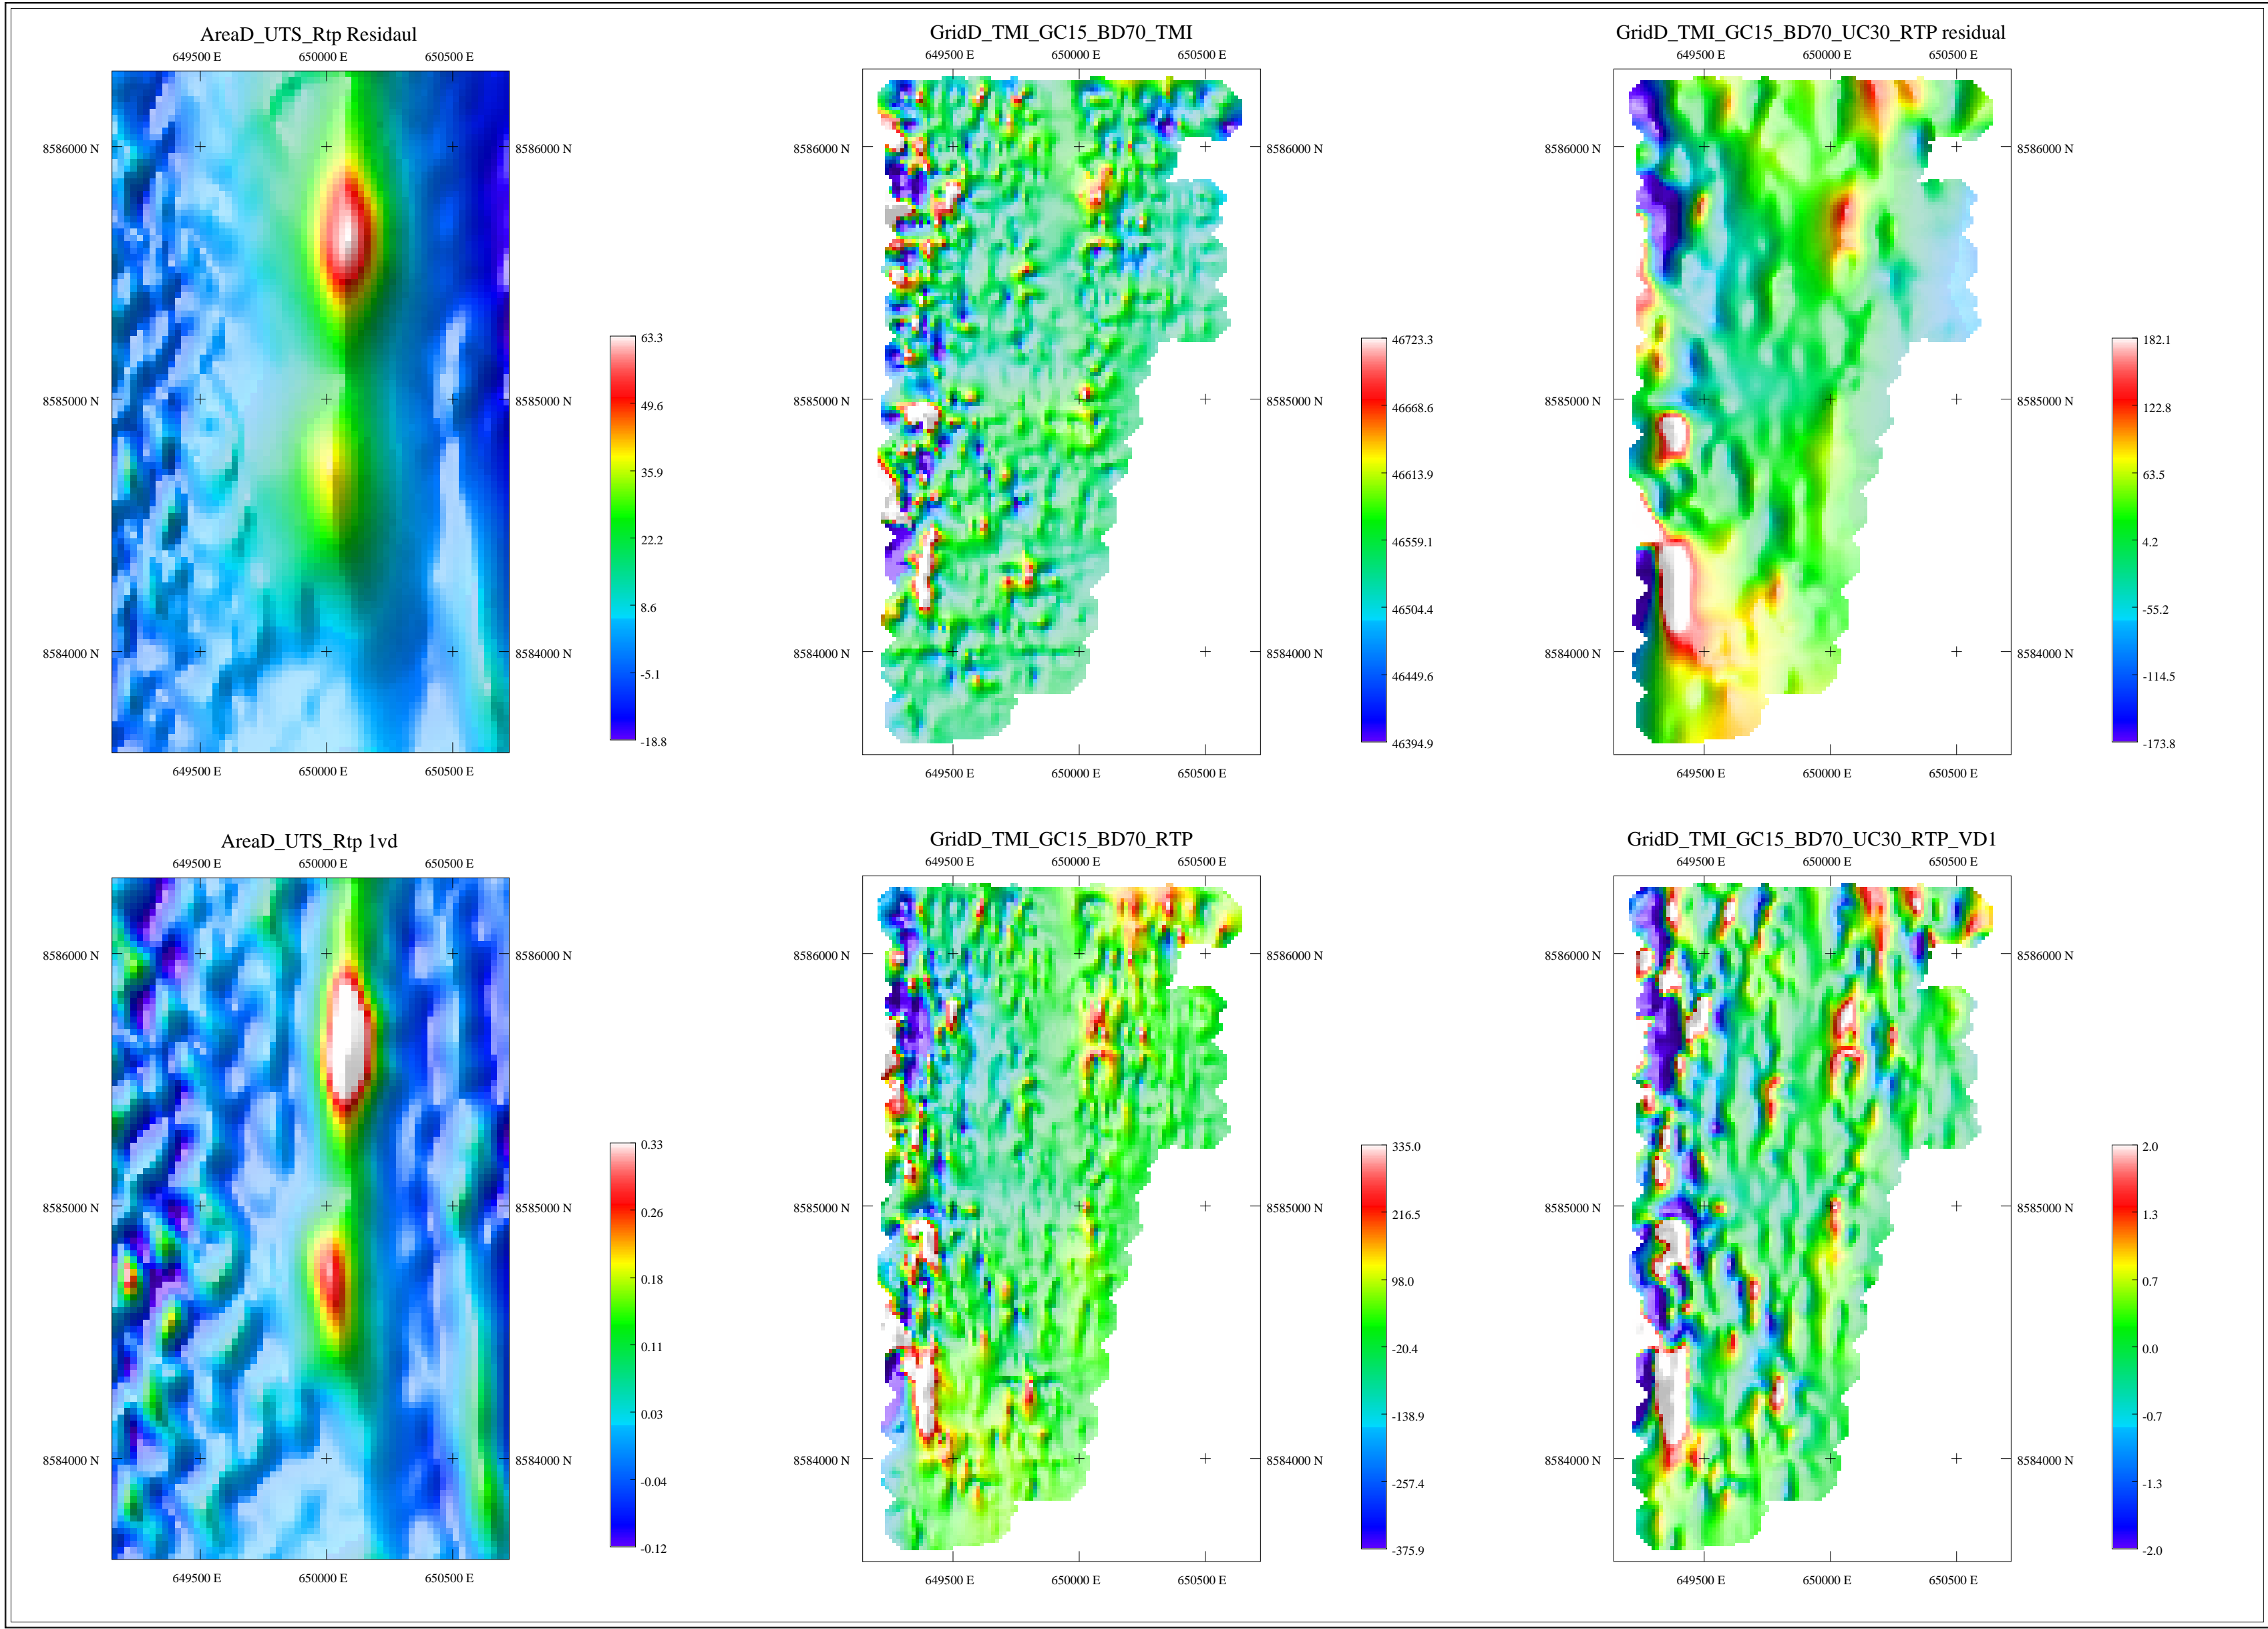 AreaD_UTS_Rtp Residaul
649500 E 650000 E 650500 E
8586000 N 8586000 N
8585000 N 8585000 N
8584000 N 8584000 N
649500 E 650000 E 650500 E
63.3
49.6
35.9
22.2
8.6
-5.1
-18.8
GridD_TMI_GC15_BD70_TMI
649500 E 650000 E 650500 E
8586000 N 8586000 N
8585000 N 8585000 N
8584000 N 8584000 N
649500 E 650000 E 650500 E
46723.3
46668.6
46613.9
46559.1
46504.4
46449.6
46394.9
GridD_TMI_GC15_BD70_UC30_RTP residual
649500 E 650000 E 650500 E
8586000 N 8586000 N
8585000 N 8585000 N
8584000 N 8584000 N
649500 E 650000 E 650500 E
182.1
122.8
63.5
4.2
-55.2
-114.5
-173.8
AreaD_UTS_Rtp 1vd
649500 E 650000 E 650500 E
8586000 N 8586000 N
8585000 N 8585000 N
8584000 N 8584000 N
649500 E 650000 E 650500 E
0.33
0.26
0.18
0.11
0.03
-0.04
-0.12
GridD_TMI_GC15_BD70_RTP
649500 E 650000 E 650500 E
8586000 N 8586000 N
8585000 N 8585000 N
8584000 N 8584000 N
649500 E 650000 E 650500 E
335.0
216.5
98.0
-20.4
-138.9
-257.4
-375.9
GridD_TMI_GC15_BD70_UC30_RTP_VD1
649500 E 650000 E 650500 E
8586000 N 8586000 N
8585000 N 8585000 N
8584000 N 8584000 N
649500 E 650000 E 650500 E
2.0
1.3
0.7
0.0
-0.7
-1.3
-2.0